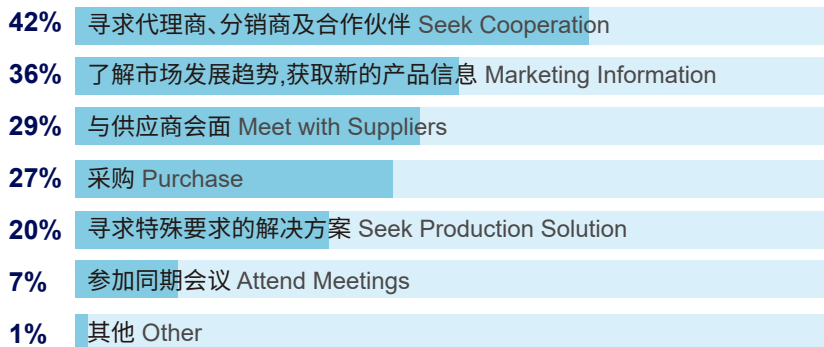 42% 寻求代理商、分销商及合作伙伴 Seek Cooperation
36% 了解市场发展趋势,获取新的产品信息 Marketing Information
29% 与供应商会面 Meet with Suppliers
27% 采购 Purchase
20% 寻求特殊要求的解决方案 Seek Production Solution
7% 参加同期会议 Attend Meetings
1% 其他 Other